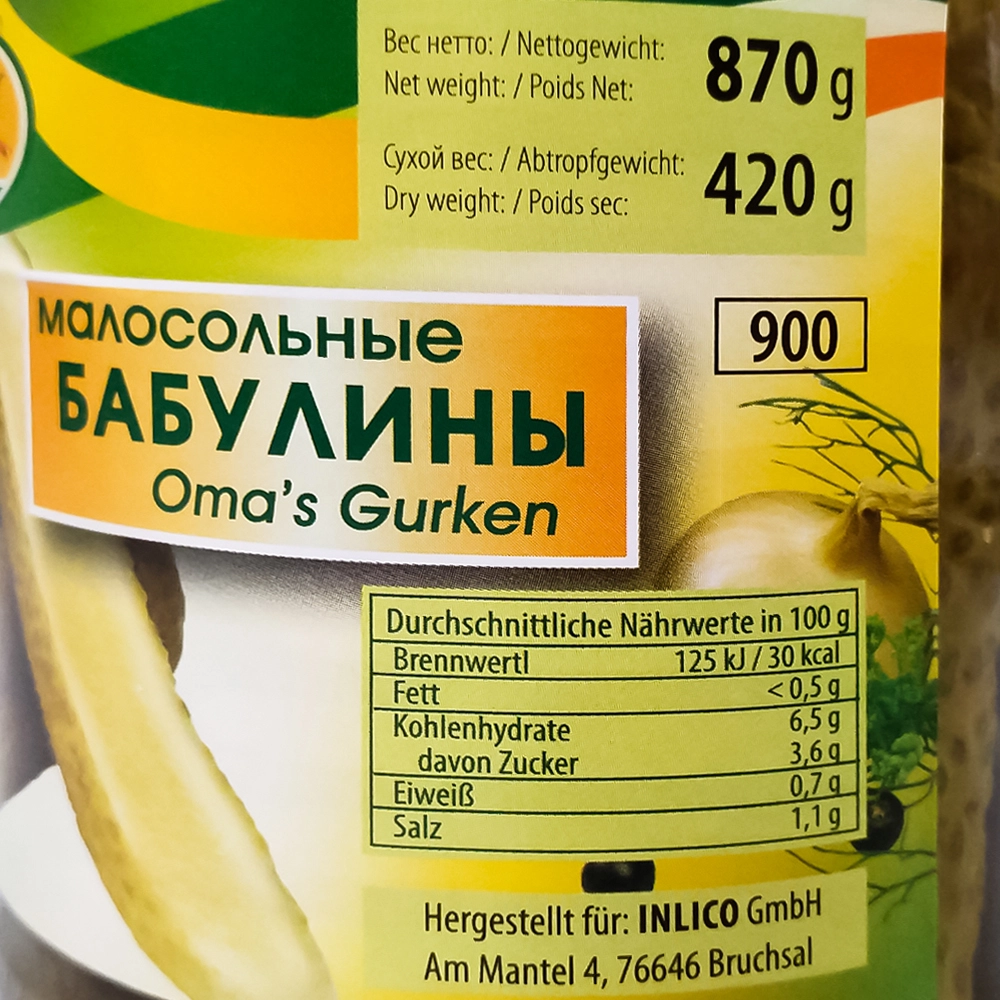 Вес нетто: / Nettogewicht:
Net weight: / Poids Net:
870 g
Сухой вес: / Abtropfgewicht:
Dry weight: / Poids sec:
420 g
малосольные
БАБУЛИНЫ
Oma's Gurken
900
Durchschnittliche Nährwerte in 100 g
Brennwertl 125 kJ / 30 kcal
Fett < 0,5 g
Kohlenhydrate 6,5 g
davon Zucker 3,6 g
Eiweiß 0,7 g
Salz 1,1 g
Hergestellt für: INLICO GmbH
Am Mantel 4, 76646 Bruchsal